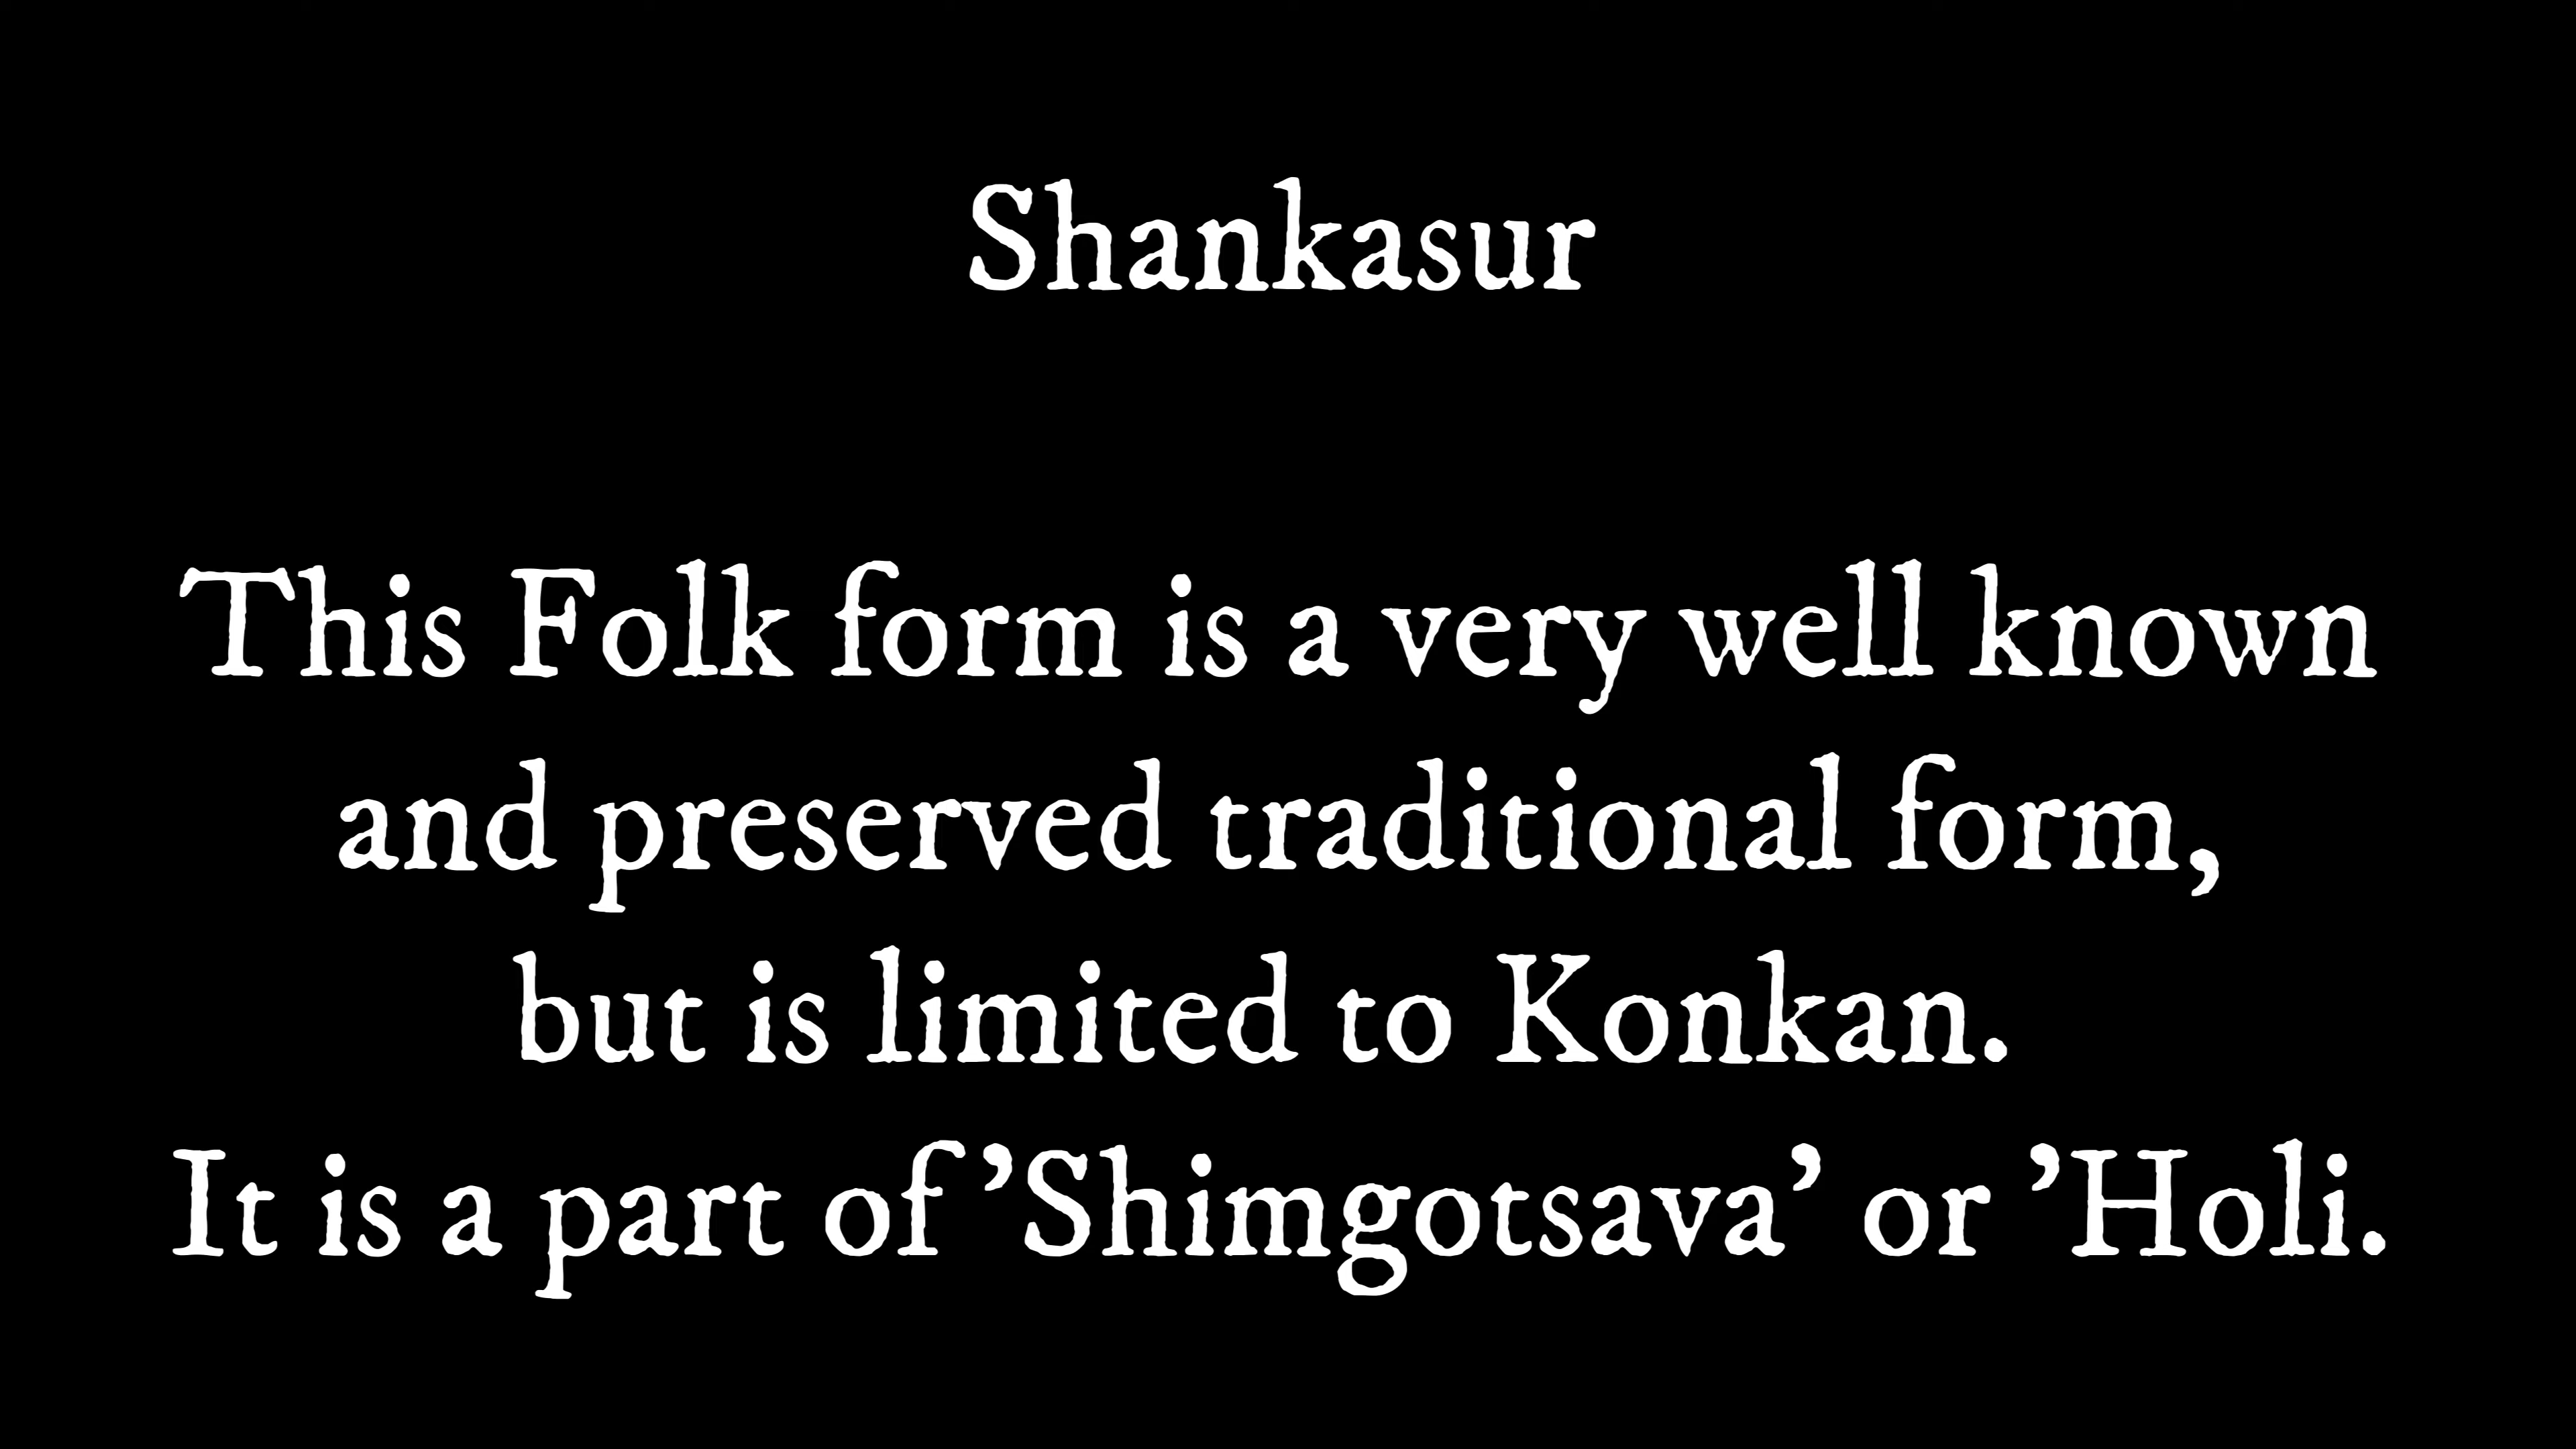 Shankasur
This Folk form is a very well known
and preserved traditional form,
but is limited to Konkan.
It is a part of ’Shimgotsava’ or ’Holi.